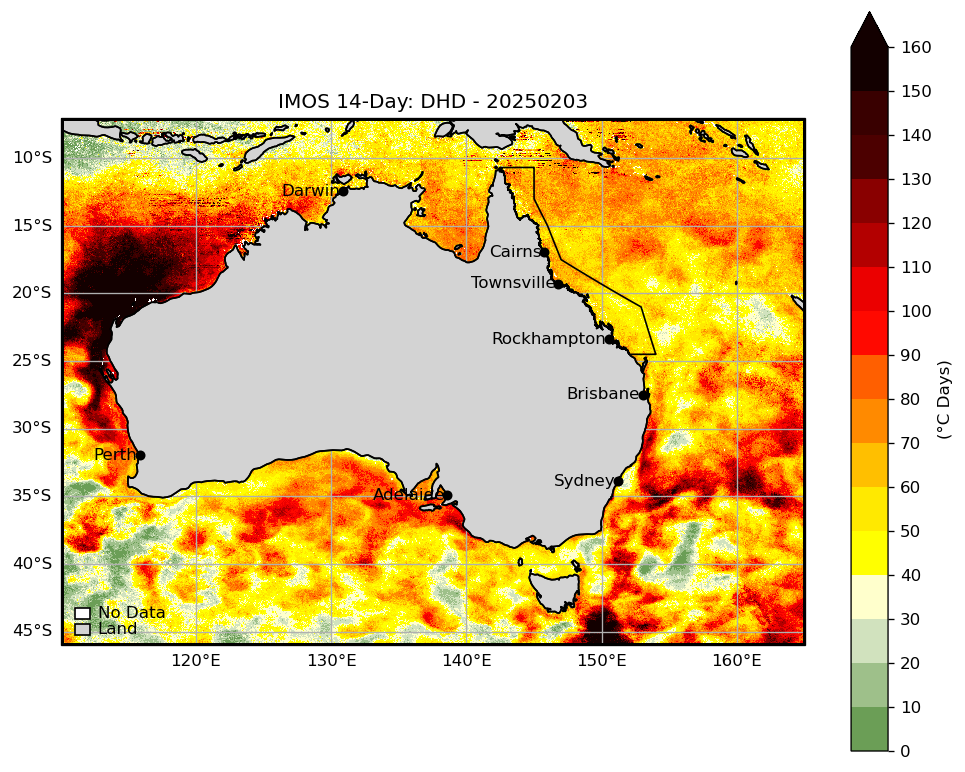 IMOS 14-Day: DHD - 20250203
160
150
140
130
120
110
100
90
80
70
60
50
40
30
20
10
0
(°C Days)
10°S
15°S
20°S
25°S
30°S
35°S
40°S
45°S
Darwin
Cairns
Townsville
Rockhampton
Brisbane
Perth
Sydney
Adelaide
No Data
Land
120°E
130°E
140°E
150°E
160°E